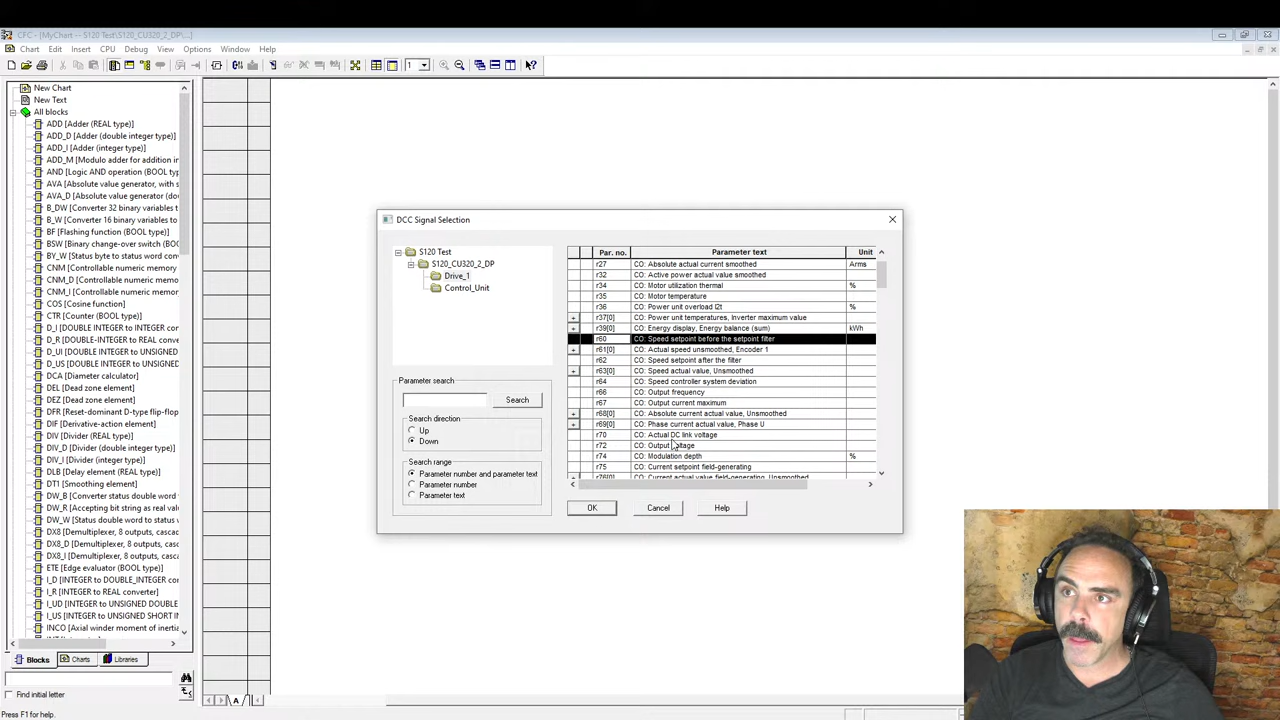 CFC - [MyChart -- S120 Test\S120_CU320_2_DP\...]
Chart Edit Insert CPU Debug View Options Window Help
1
New Chart
New Text
All blocks
ADD [Adder (REAL type)]
ADD_D [Adder (double integer type)]
ADD_I [Adder (integer type)]
ADD_M [Modulo adder for addition in
AND [Logic AND operation (BOOL typ
AVA [Absolute value generator, with s
AVA_D [Absolute value generator (dou
B_DW [Converter 32 binary variables to
B_W [Converter 16 binary variables to
BF [Flashing function (BOOL type)]
BSW [Binary change-over switch (BOO
BY_W [Status byte to status word conve
CNM [Controllable numeric memory
CNM_D [Controllable numeric memory
CNM_I [Controllable numeric memory
COS [Cosine function]
CTR [Counter (BOOL type)]
D_I [DOUBLE INTEGER to INTEGER
D_R [DOUBLE-INTEGER to REAL conv
D_UI [DOUBLE INTEGER to UNSIGNED
D_US [DOUBLE INTEGER to UNSIGNED
DCA [Diameter calculator]
DEL [Dead zone element]
DEZ [Dead zone element]
DFR [Reset-dominant D-type flip-flop
DIF [Derivative-action element]
DIV [Divider (REAL type)]
DIV_D [Divider (double integer type)]
DIV_I [Divider (integer type)]
DLB [Delay element (REAL type)]
DT1 [Smoothing element]
DW_B [Converter status double word
DW_R [Accepting bit string as REAL val
DW_W [Status double word to status w
DX8 [Demultiplexer, 8 outputs, cascad
DX8_D [Demultiplexer, 8 outputs, casca
DX8_I [Demultiplexer, 8 outputs, cascad
ETE [Edge evaluator (BOOL type)]
I_D [INTEGER to DOUBLE_INTEGER co
I_R [INTEGER to REAL converter]
I_UD [INTEGER to UNSIGNED DOUBLE
I_US [INTEGER to UNSIGNED SHORT IN
INCO [Axial winder moment of inertia
Blocks Charts Libraries
Find initial letter
Press F1 for help.
A
DCC Signal Selection
S120 Test
S120_CU320_2_DP
Drive_1
Control_Unit
Parameter search
Search
Search direction
Up
Down
Search range
Parameter number and parameter text
Parameter number
Parameter text
Par. no. Parameter text Unit
r27 CO: Absolute actual current smoothed Arms
r32 CO: Active power actual value smoothed
r34 CO: Motor utilization thermal %
r35 CO: Motor temperature
r36 CO: Power unit overload I2t %
+ r37[0] CO: Power unit temperatures, Inverter maximum value
+ r39[0] CO: Energy display, Energy balance (sum) kWh
r60 CO: Speed setpoint before the setpoint filter
+ r61[0] CO: Actual speed unsmoothed, Encoder 1
r62 CO: Speed setpoint after the filter
+ r63[0] CO: Speed actual value, Unsmoothed
r64 CO: Speed controller system deviation
r66 CO: Output frequency
r67 CO: Output current maximum
+ r68[0] CO: Absolute current actual value, Unsmoothed
+ r69[0] CO: Phase current actual value, Phase U
r70 CO: Actual DC link voltage
r72 CO: Output voltage
r74 CO: Modulation depth %
r75 CO: Current setpoint field-generating
+ r76[0] CO: Current actual value field-generating, Unsmoothed
OK Cancel Help